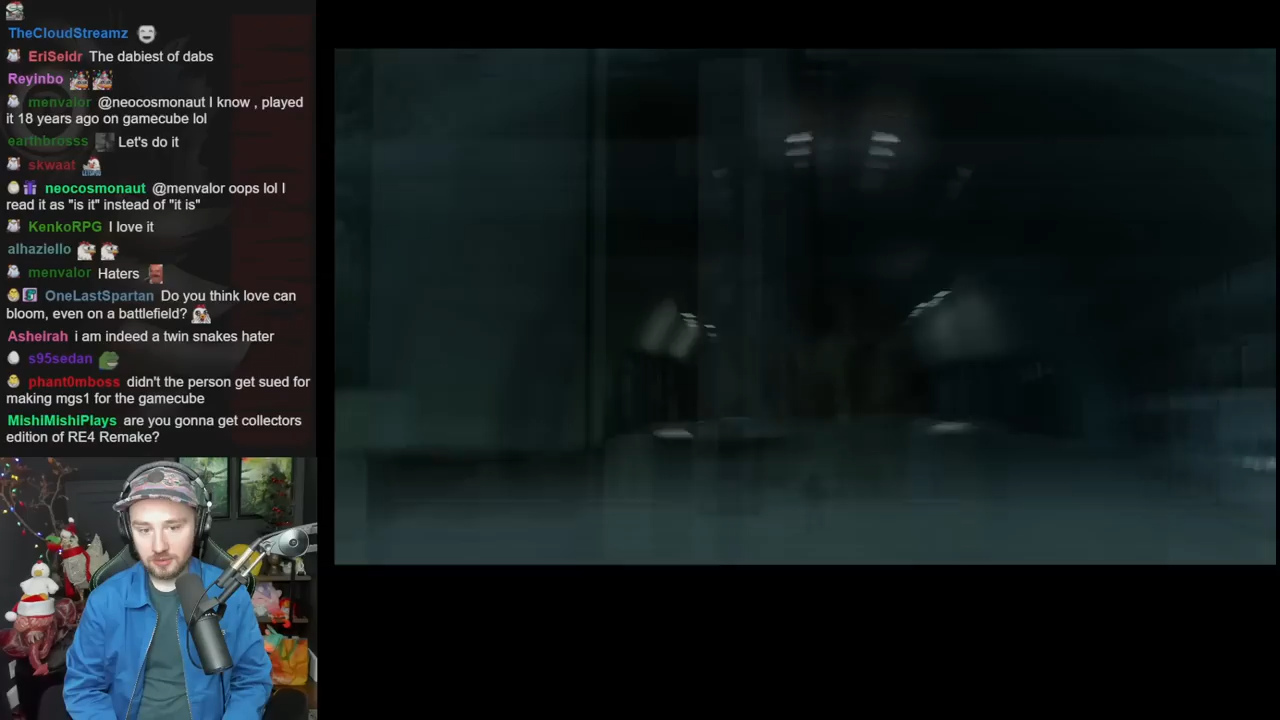 TheCloudStreamz
ErlSeidr The dabiest of dabs
Reyinbo
menvalor @neocosmonaut I know , played
it 18 years ago on gamecube lol
earthbrosss Let's do it
skwaat
neocosmonaut @menvalor oops lol I
read it as "is it" instead of "it is"
KenkoRPG I love it
alhaziello
menvalor Haters
OneLastSpartan Do you think love can
bloom, even on a battlefield?
Asheirah i am indeed a twin snakes hater
s95sedan
phant0mboss didn't the person get sued for
making mgs1 for the gamecube
MishiMishiPlays are you gonna get collectors
edition of RE4 Remake?